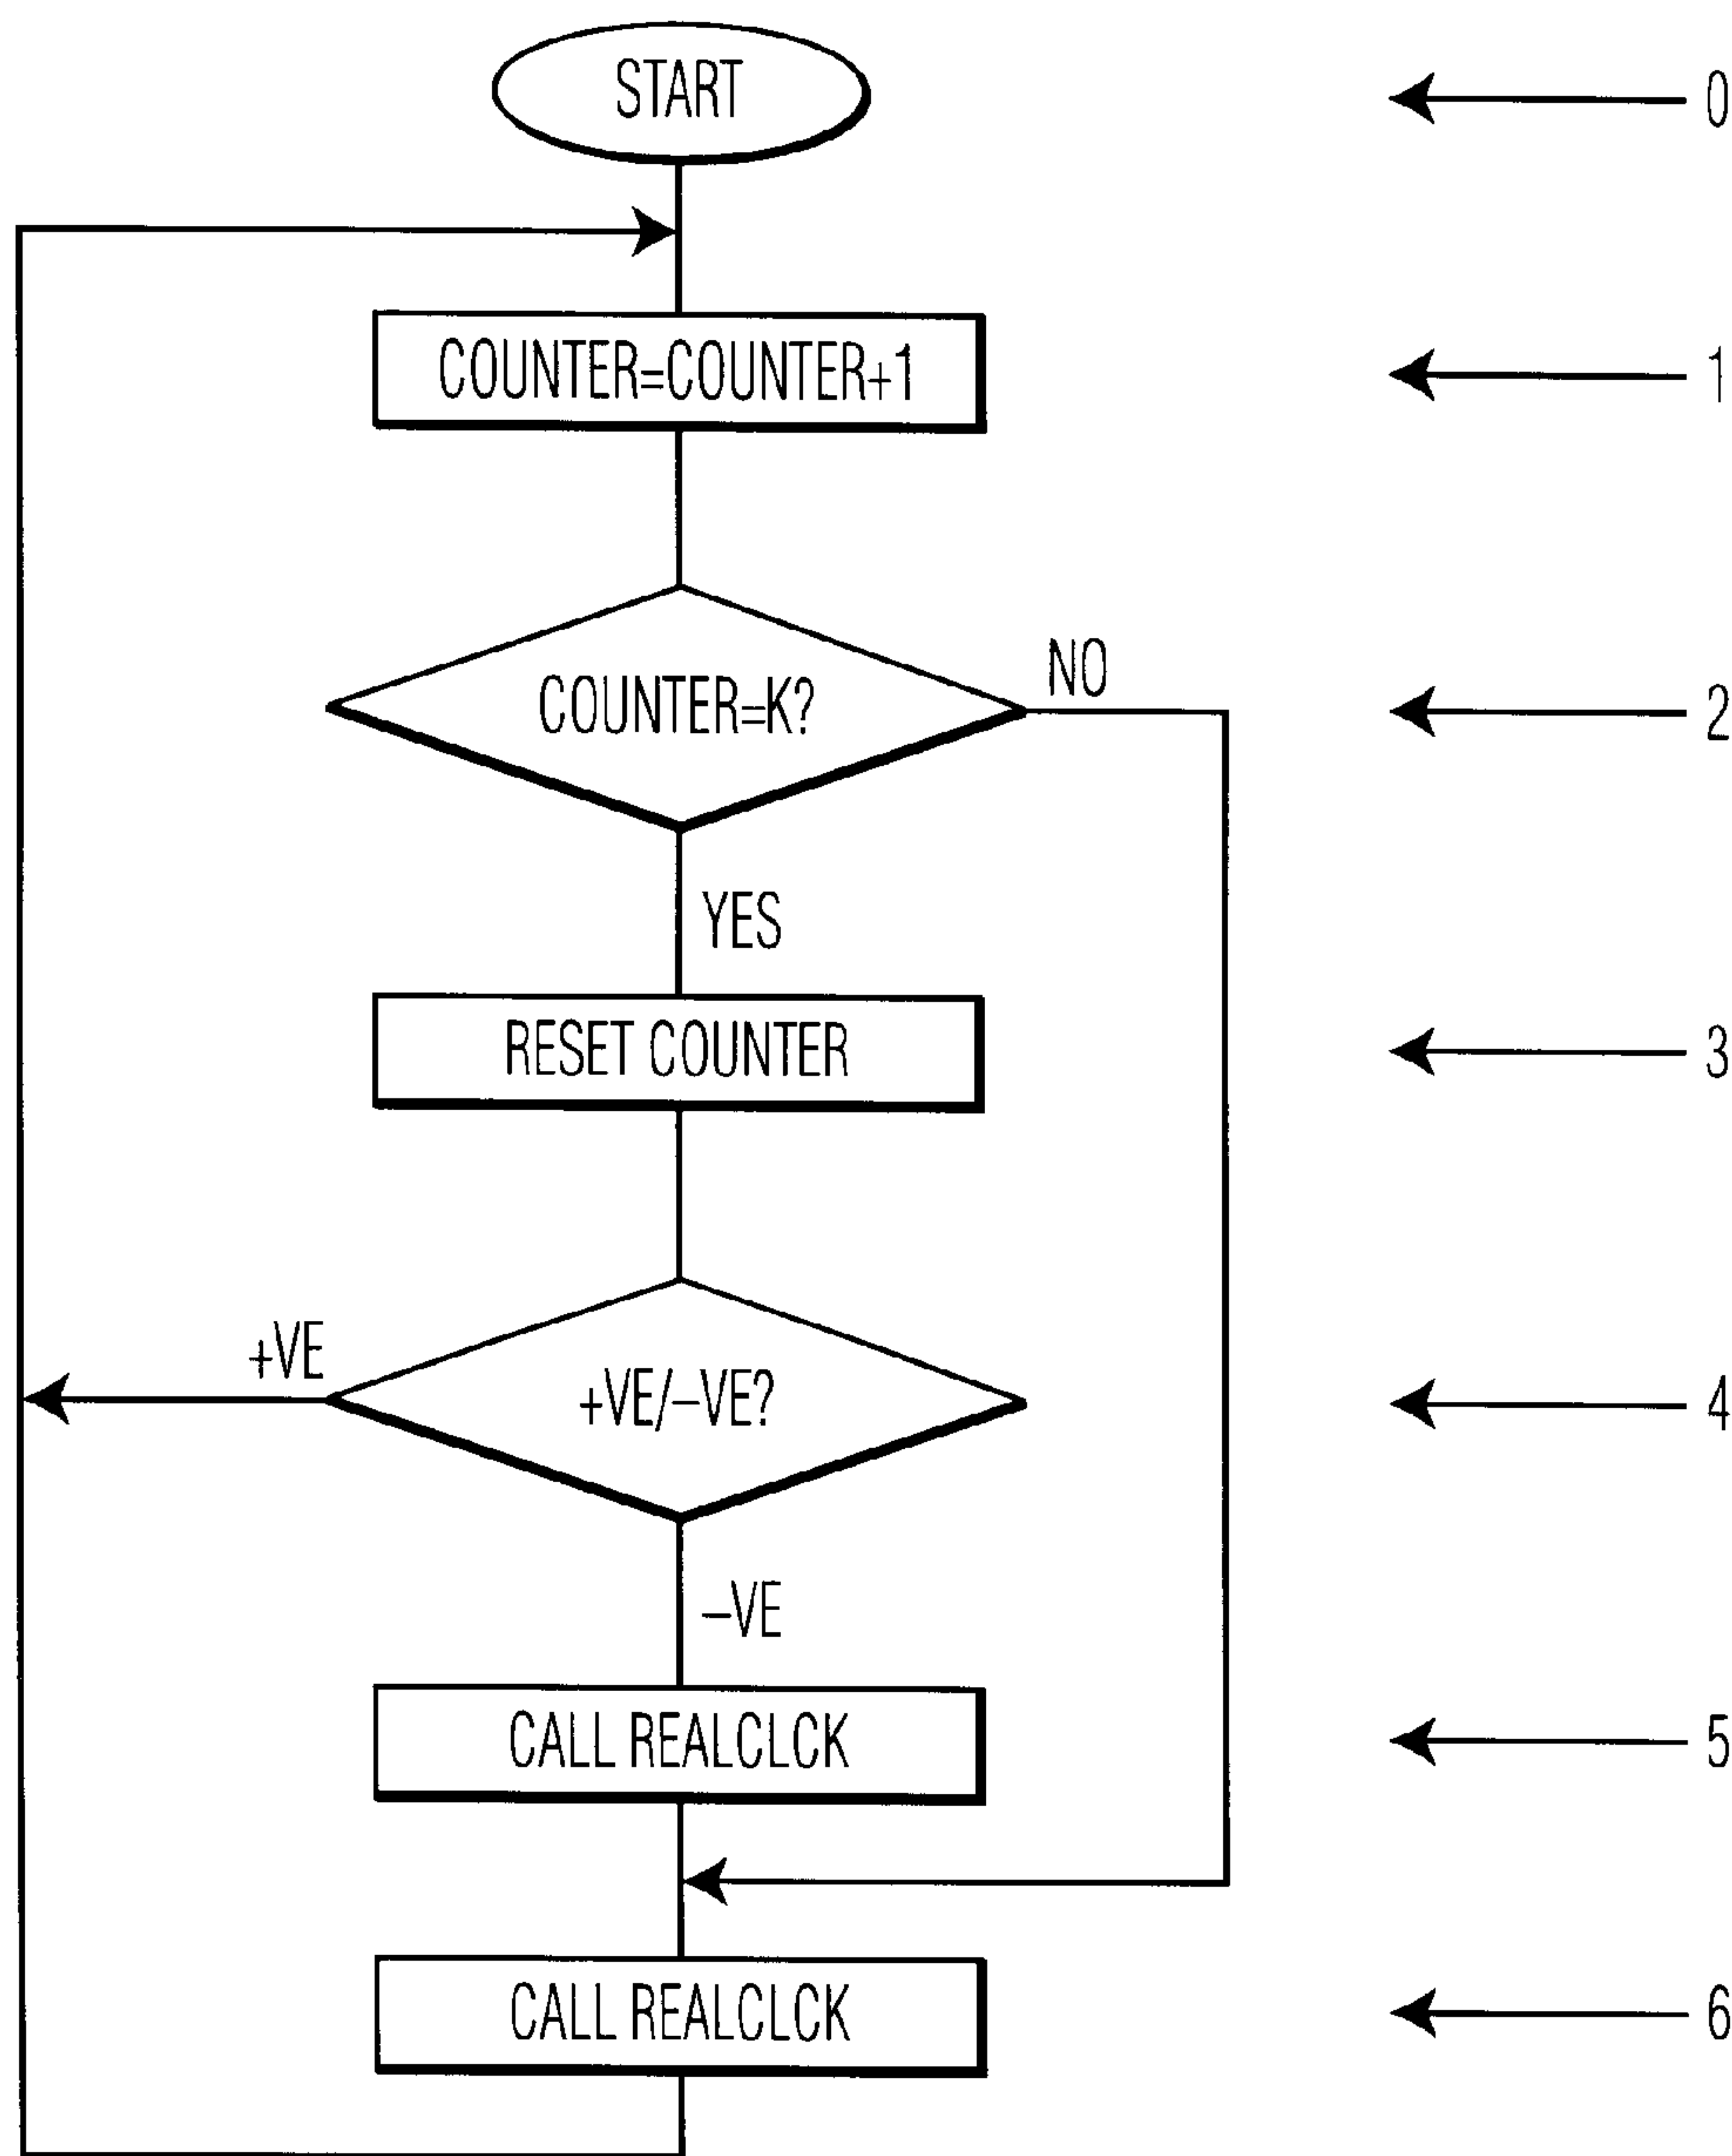 START
0
COUNTER=COUNTER+1
1
COUNTER=K?
NO
2
YES
RESET COUNTER
3
+VE
+VE/–VE?
4
–VE
CALL REALCLCK
5
CALL REALCLCK
6